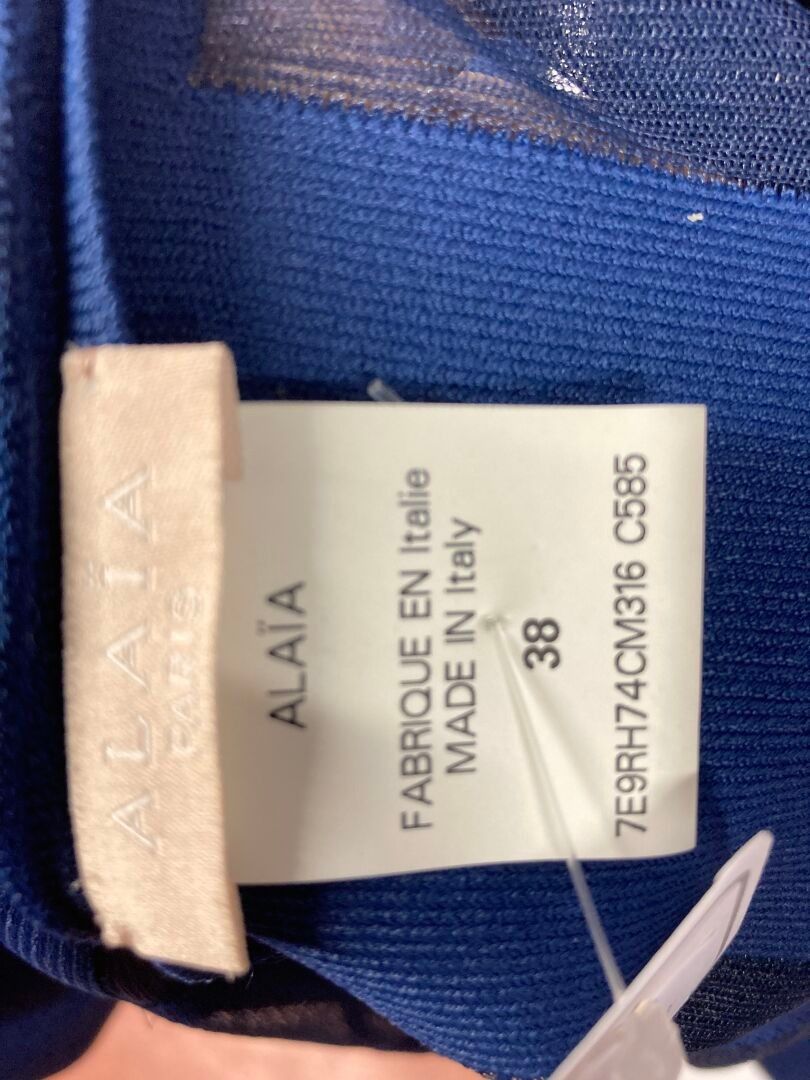 ALAÏA
PARIS
ALAÏA
FABRIQUE EN Italie
MADE IN Italy
38
7E9RH74CM316 C585